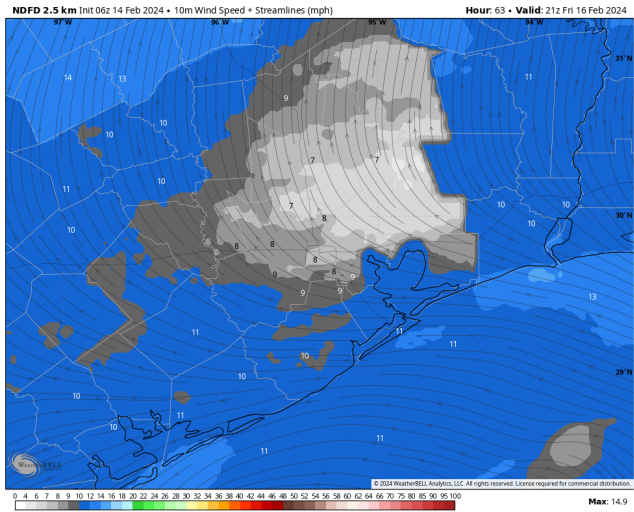 NDFD 2.5 km Init 06z 14 Feb 2024 • 10m Wind Speed + Streamlines (mph)
Hour: 63 • Valid: 21z Fri 16 Feb 2024
97°W 96°W 95°W 94°W
31°N
14 13 11
9
10 10
7 7
10
11
10 10
7 8 30°N
10 10
8 8
8
9 8 9
13
9 9
11 11 11
10
29°N
10
10
11
10
11 11
WeatherBELL
© 2024 WeatherBELL Analytics, LLC. All rights reserved. License required for commercial distribution.
0 4 6 7 8 9 10 12 14 16 18 20 22 24 26 28 30 32 34 36 38 40 42 44 46 48 50 52 54 56 58 60 65 70 75 80 85 90 95 100
Max: 14.9